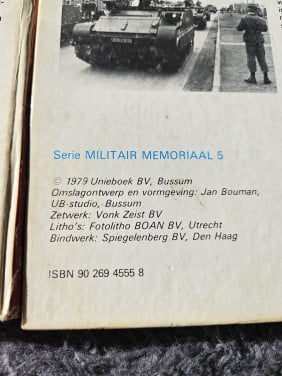 Serie MILITAIR MEMORIAAL 5
© 1979 Unieboek BV, Bussum
Omslagontwerp en vormgeving: Jan Bouman,
UB-studio, Bussum
Zetwerk: Vonk Zeist BV
Litho's: Fotolitho BOAN BV, Utrecht
Bindwerk: Spiegelenberg BV, Den Haag
ISBN 90 269 4555 8